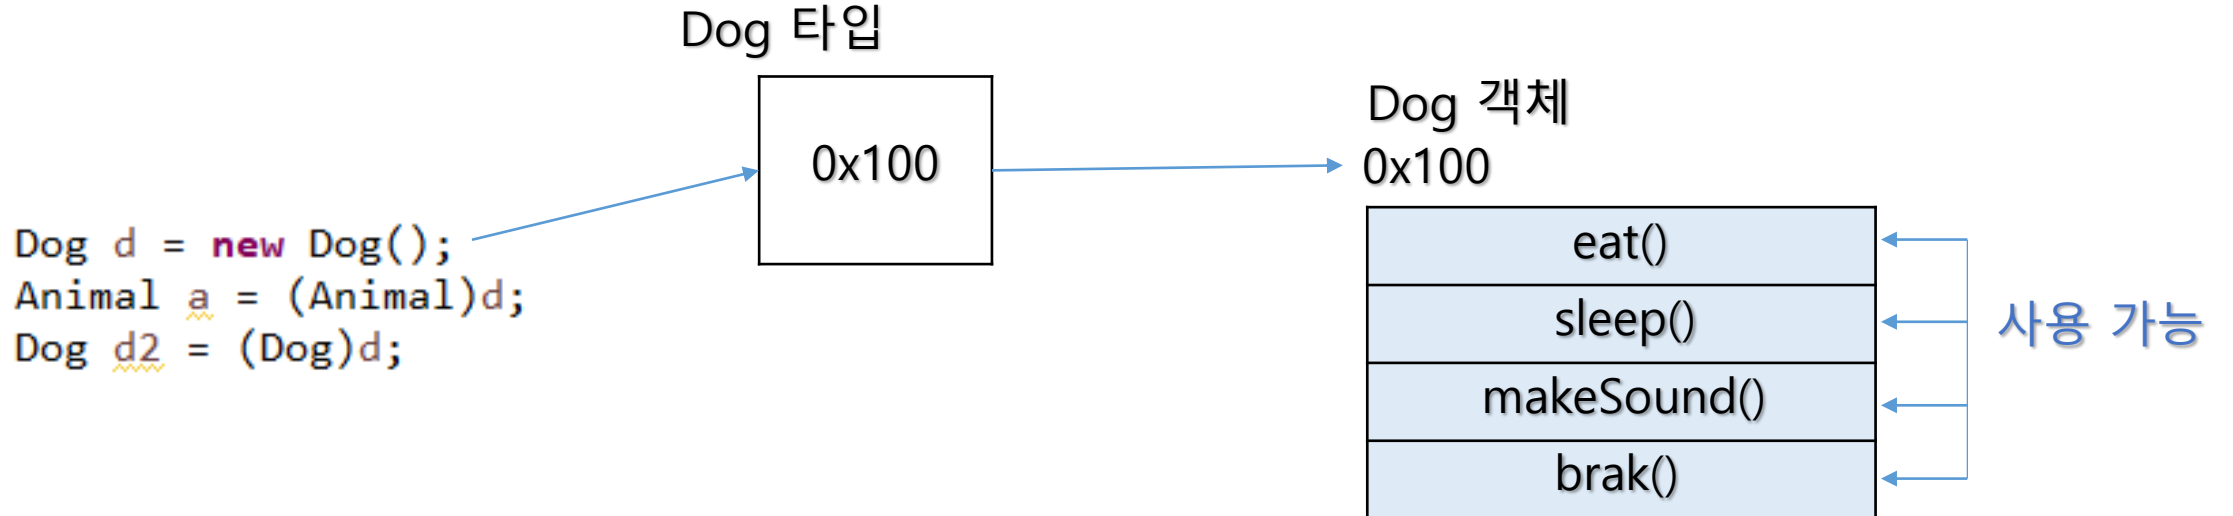 Dog 타입
0x100
Dog 객체
0x100
Dog d = new Dog();
Animal a = (Animal)d;
Dog d2 = (Dog)d;
eat()
sleep()
makeSound()
brak()
사용 가능